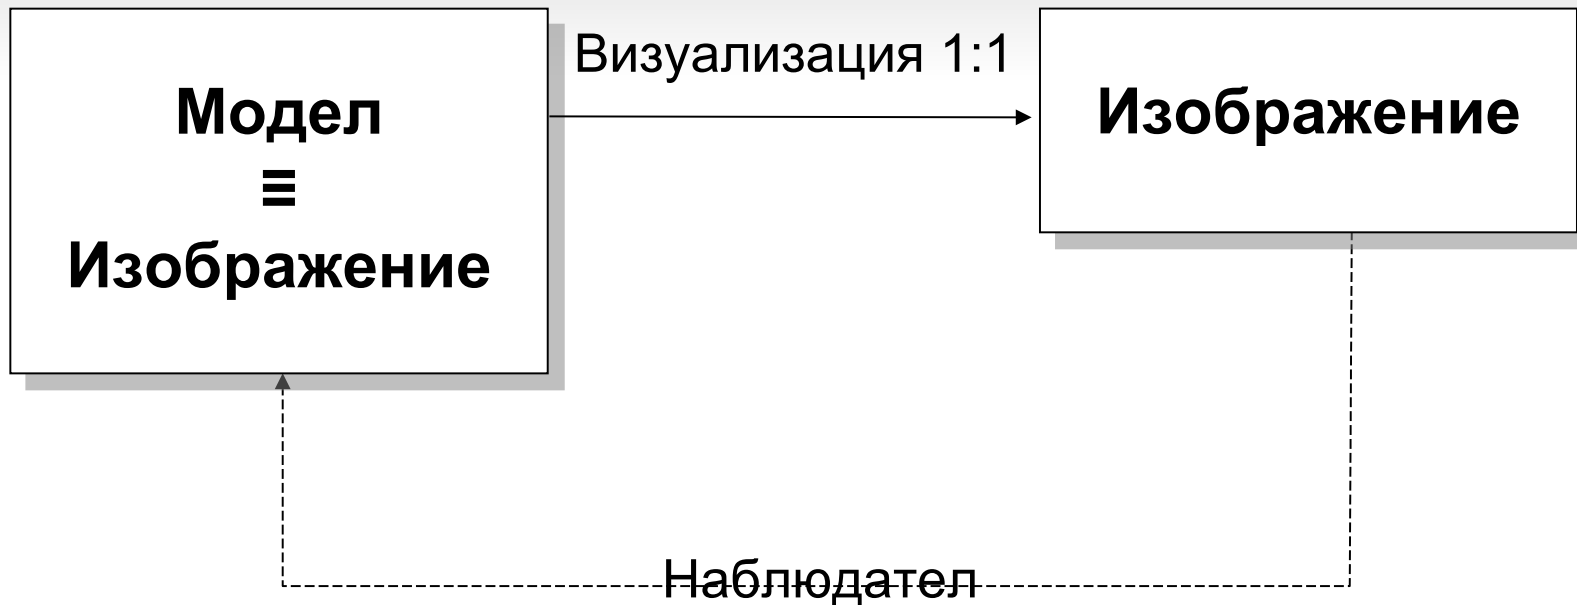 Модел
≡
Изображение
Визуализация 1:1
Изображение
Наблюдател